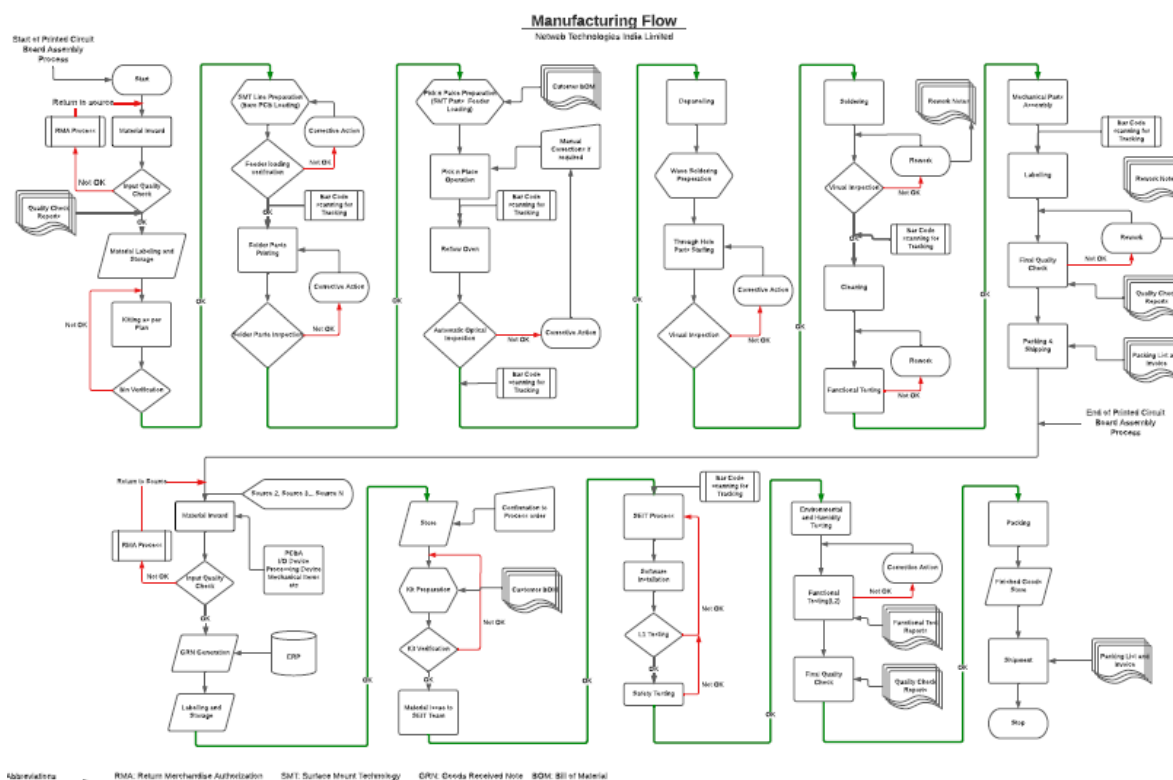 Manufacturing Flow
Netweb Technologies India Limited
Start of Printed Circuit
Board Assembly
Process
Start
Return to source
RMA Process
Material Inward
Not OK
Input Quality
Check
Quality Check
Reports
OK
Material Labeling and
Storage
Not OK
Kitting as per
Plan
Bin Verification
OK
SMT Line Preparation
(Bare PCB Loading)
Corrective Action
Feeder loading
verification
Not OK
OK
Bar Code
scanning for
Tracking
Solder Paste
Printing
Corrective Action
Solder Paste Inspection
Not OK
OK
Pick n Place Preparation
(SMT Parts Feeder
Loading)
Customer BOM
Manual
Corrections if
required
Pick n Place
Operation
Bar Code
scanning for
Tracking
Reflow Oven
Automatic Optical
Inspection
Not OK
Corrective Action
Bar Code
scanning for
Tracking
OK
Depaneling
Wave Soldering
Preparation
Through Hole
Parts Stuffing
Corrective Action
Visual Inspection
Not OK
OK
Soldering
Rework Notes
Rework
Visual Inspection
Not OK
OK
Bar Code
scanning for
Tracking
Cleaning
Rework
Functional Testing
Not OK
OK
Mechanical Parts
Assembly
Bar Code
scanning for
Tracking
Labeling
Rework Note
Rework
Final Quality
Check
Not OK
Quality Check
Reports
Packing &
Shipping
Packing List and
Invoice
End of Printed Circuit
Board Assembly
Process
Return to Source
Source 2, Source 3... Source N
Material Inward
RMA Process
Not OK
Input Quality
Check
PCBA
I/O Device
Processing Device
Mechanical Items
etc
OK
GRN Generation
ERP
Labeling and
Storage
OK
Store
Confirmation to
Process order
Kit Preparation
Customer BOM
Not OK
Kit Verification
OK
Material Issue to
Team
OK
Bar Code
scanning for
Tracking
Process
Software
Installation
Not OK
L1 Testing
OK
Safety Testing
Not OK
OK
Environmental
and Humidity
Testing
Corrective Action
Functional
Testing(L2)
Not OK
Functional Test
Reports
Final Quality
Check
Quality Check
Reports
OK
Packing
Finished Goods
Store
Shipment
Packing List and
Invoice
Stop
Abbreviations
RMA: Return Merchandise Authorization SMT: Surface Mount Technology GRN: Goods Received Note BOM: Bill of Material